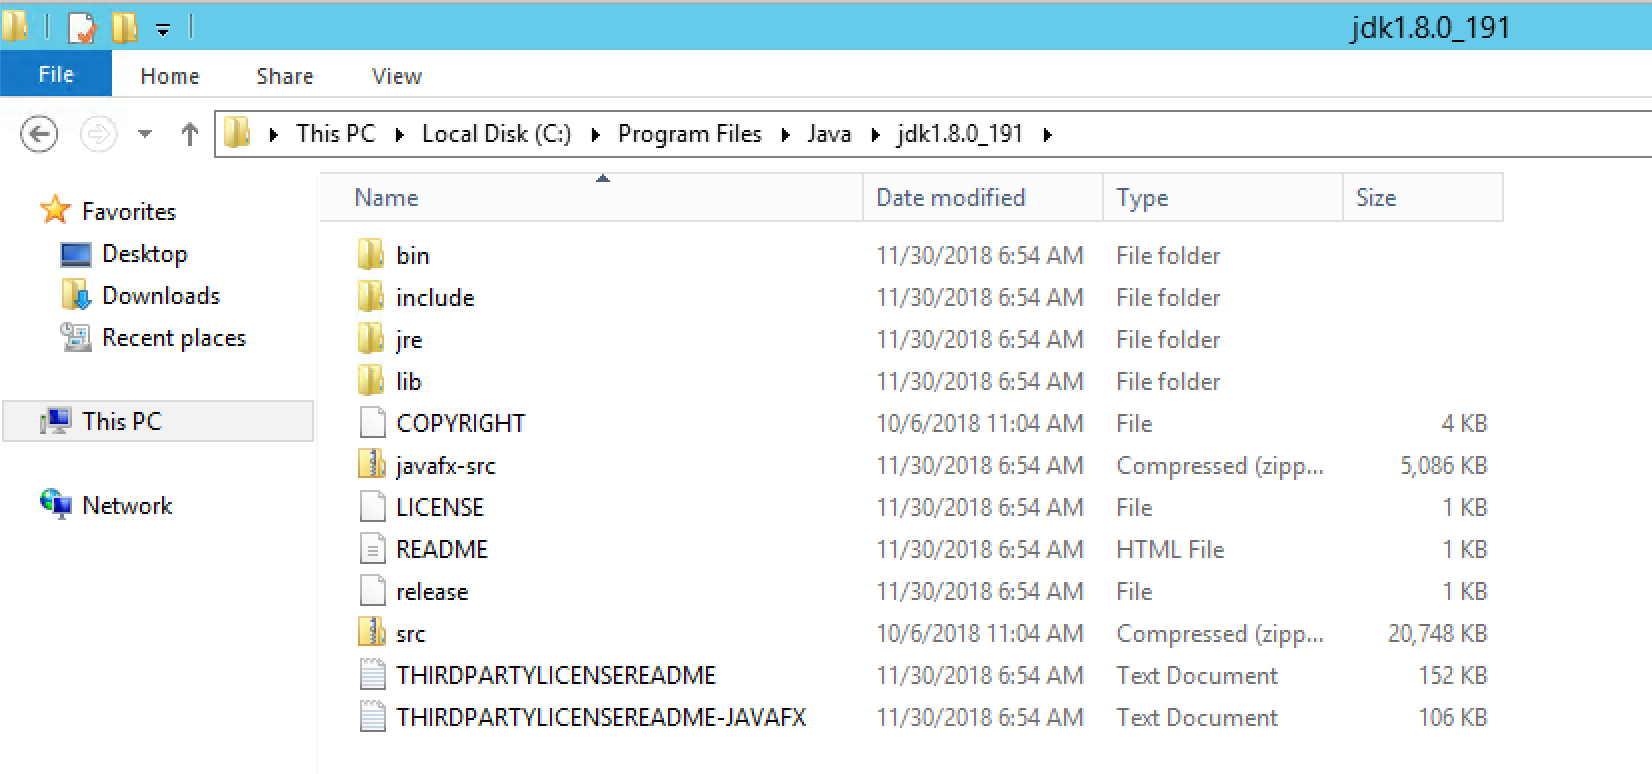 jdk1.8.0_191
File Home Share View
This PC Local Disk (C:) Program Files Java jdk1.8.0_191
Favorites
Desktop
Downloads
Recent places
This PC
Network
Name Date modified Type Size
bin 11/30/2018 6:54 AM File folder
include 11/30/2018 6:54 AM File folder
jre 11/30/2018 6:54 AM File folder
lib 11/30/2018 6:54 AM File folder
COPYRIGHT 10/6/2018 11:04 AM File 4 KB
javafx-src 11/30/2018 6:54 AM Compressed (zipp... 5,086 KB
LICENSE 11/30/2018 6:54 AM File 1 KB
README 11/30/2018 6:54 AM HTML File 1 KB
release 11/30/2018 6:54 AM File 1 KB
src 10/6/2018 11:04 AM Compressed (zipp... 20,748 KB
THIRDPARTYLICENSEREADME 11/30/2018 6:54 AM Text Document 152 KB
THIRDPARTYLICENSEREADME-JAVAFX 11/30/2018 6:54 AM Text Document 106 KB